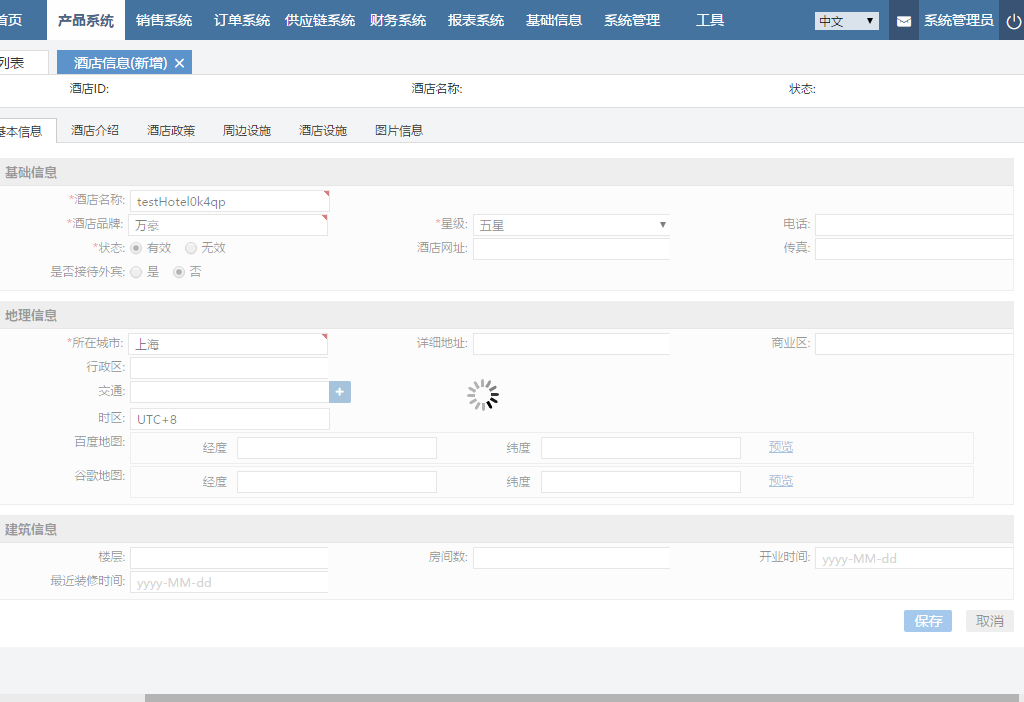 首页 产品系统 销售系统 订单系统 供应链系统 财务系统 报表系统 基础信息 系统管理 工具 中文 系统管理员
列表 酒店信息(新增)
酒店ID: 酒店名称: 状态:
基本信息 酒店介绍 酒店政策 周边设施 酒店设施 图片信息
基础信息
*酒店名称: testHotel0k4qp
*酒店品牌: 万豪 *星级: 五星 电话:
*状态: 有效 无效 酒店网址: 传真:
是否接待外宾: 是 否
地理信息
*所在城市: 上海 详细地址: 商业区:
行政区:
交通: +
时区: UTC+8
百度地图: 经度 纬度 预览
谷歌地图: 经度 纬度 预览
建筑信息
楼层: 房间数: 开业时间: yyyy-MM-dd
最近装修时间: yyyy-MM-dd
保存 取消